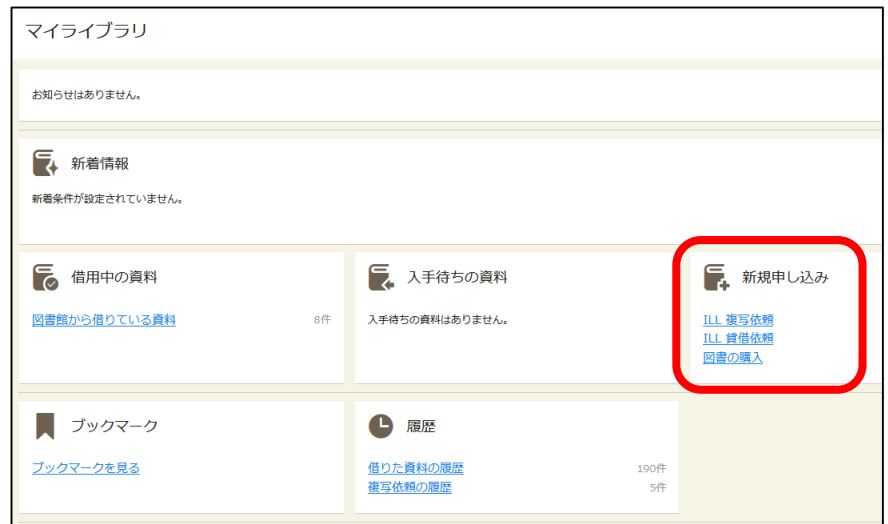 マイライブラリ
お知らせはありません。
新着情報
新着条件が設定されていません。
借用中の資料
図書館から借りている資料 8件
入手待ちの資料
入手待ちの資料はありません。
新規申し込み
ILL 複写依頼
ILL 貸借依頼
図書の購入
ブックマーク
ブックマークを見る
履歴
借りた資料の履歴 190件
複写依頼の履歴 5件